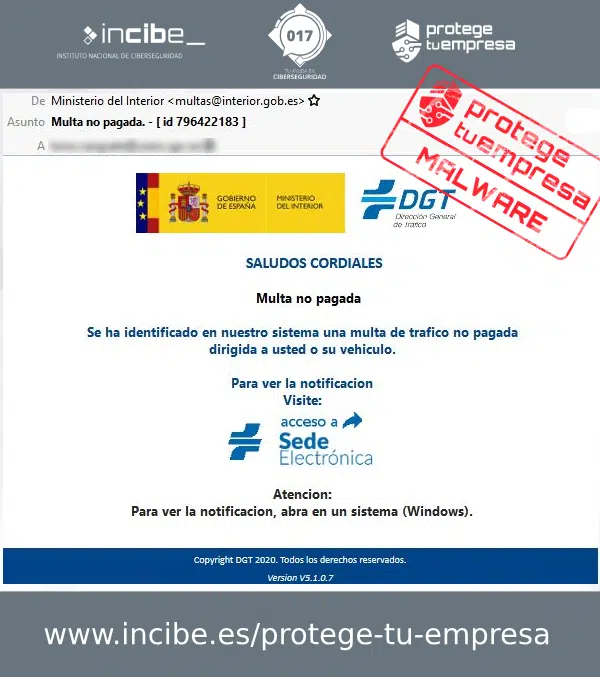 incibe_
INSTITUTO NACIONAL DE CIBERSEGURIDAD
017
TU AYUDA EN
CIBERSEGURIDAD
protege
tuempresa
De Ministerio del Interior <multas@interior.gob.es>
Asunto Multa no pagada. - [ id 796422183 ]
A
protege
tuempresa
MALWARE
GOBIERNO
DE ESPAÑA
MINISTERIO
DEL INTERIOR
DGT
Dirección General
de Tráfico
SALUDOS CORDIALES
Multa no pagada
Se ha identificado en nuestro sistema una multa de trafico no pagada
dirigida a usted o su vehiculo.
Para ver la notificacion
Visite:
acceso a
Sede
Electrónica
Atencion:
Para ver la notificacion, abra en un sistema (Windows).
Copyright DGT 2020. Todos los derechos reservados.
Version V5.1.0.7
www.incibe.es/protege-tu-empresa